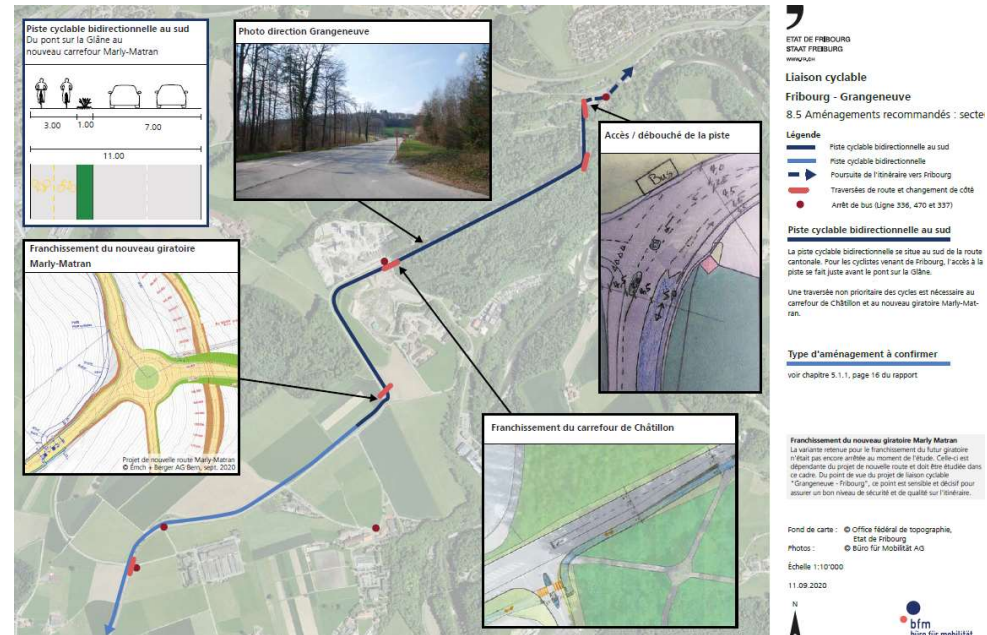 Piste cyclable bidirectionnelle au sud
Du pont sur la Glâne au
nouveau carrefour Marly-Matran
3.00 1.00 7.00
11.00
Photo direction Grangeneuve
Accès / débouché de la piste
Bus
Franchissement du nouveau giratoire
Marly-Matran
Projet de nouvelle route Marly-Matran
© Emch + Berger AG Bern, sept. 2020
Franchissement du carrefour de Châtillon
ETAT DE FRIBOURG
STAAT FREIBURG
WWW.FR.CH
Liaison cyclable
Fribourg - Grangeneuve
8.5 Aménagements recommandés : secte
Légende
Piste cyclable bidirectionnelle au sud
Piste cyclable bidirectionnelle
Poursuite de l'itinéraire vers Fribourg
Traversées de route et changement de côté
Arrêt de bus (Ligne 336, 470 et 337)
Piste cyclable bidirectionnelle au sud
La piste cyclable bidirectionnelle se situe au sud de la route
cantonale. Pour les cyclistes venant de Fribourg, l'accès à la
piste se fait juste avant le pont sur la Glâne.
Une traversée non prioritaire des cycles est nécessaire au
carrefour de Châtillon et au nouveau giratoire Marly-Mat-
ran.
Type d'aménagement à confirmer
voir chapitre 5.1.1, page 16 du rapport
Franchissement du nouveau giratoire Marly Matran
La variante retenue pour le franchissement du futur giratoire
n'était pas encore arrêtée au moment de l'étude. Celle-ci est
dépendante du projet de nouvelle route et doit être étudiée dans
ce cadre. Du point de vue du projet de liaison cyclable
"Grangeneuve - Fribourg", ce point est sensible et décisif pour
assurer un bon niveau de sécurité et de qualité sur l'itinéraire.
Fond de carte : © Office fédéral de topographie,
Etat de Fribourg
Photos : © Büro für Mobilität AG
Échelle 1:10'000
11.09.2020
N
bfm
büro für mobilität